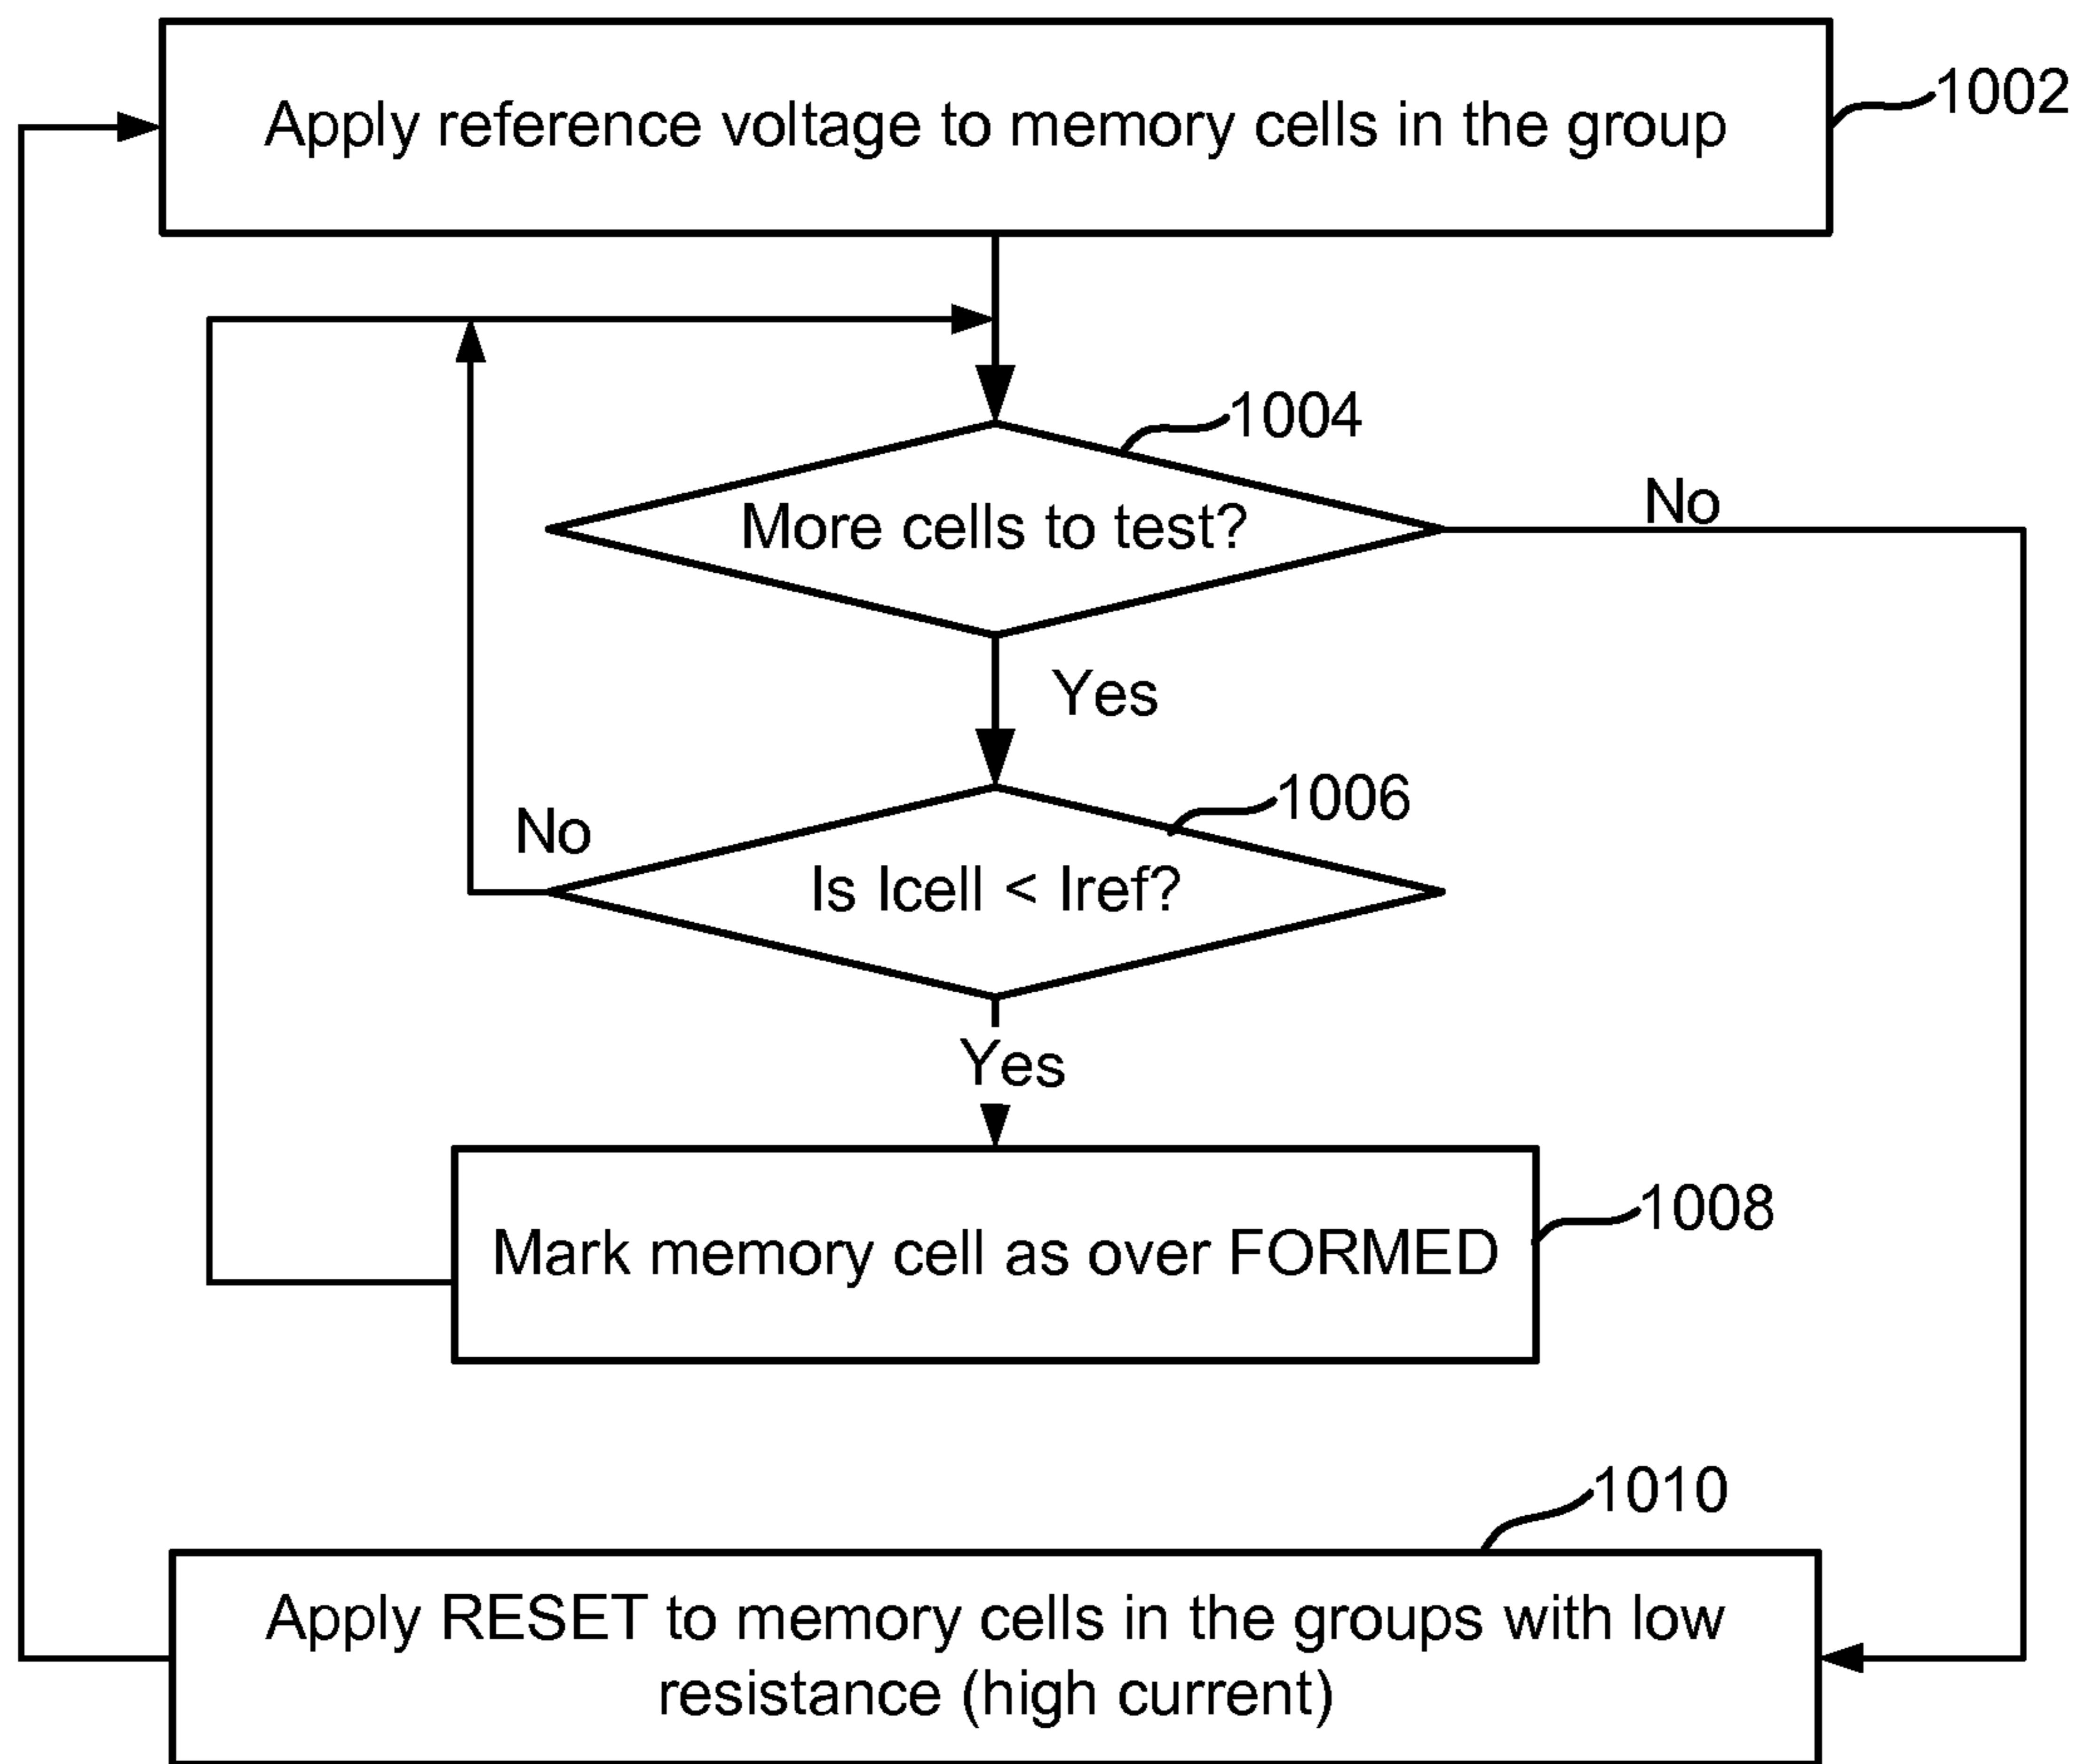 Apply reference voltage to memory cells in the group
1002
1004
More cells to test?
No
Yes
1006
No
Is Icell < Iref?
Yes
1008
Mark memory cell as over FORMED
1010
Apply RESET to memory cells in the groups with low
resistance (high current)